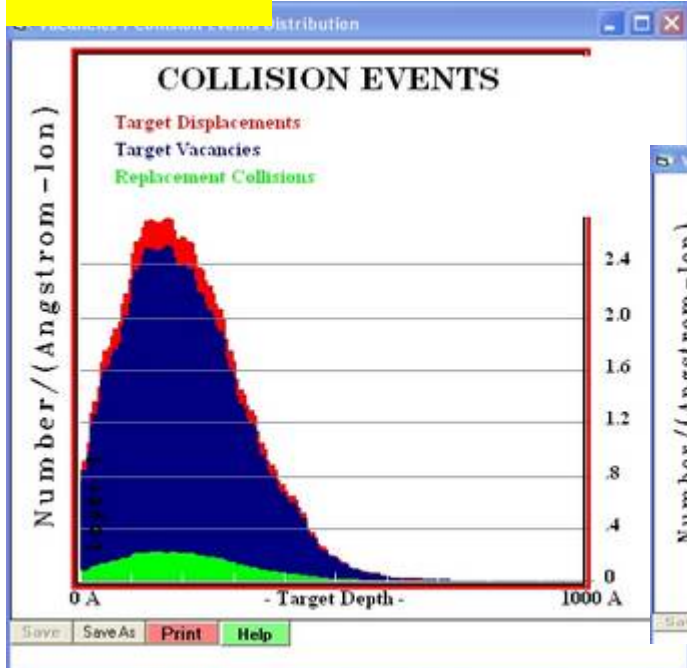 Vacancies / Collision Events Distribution
COLLISION EVENTS
Target Displacements
Target Vacancies
Replacement Collisions
Number/(Angstrom-Ion)
2.4
2.0
1.6
1.2
.8
.4
0
0 A
- Target Depth -
1000 A
Save
Save As
Print
Help